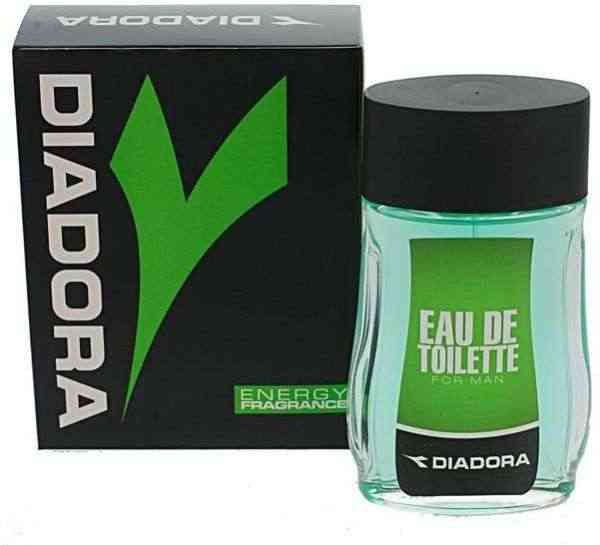 DIADORA
DIADORA
ENERGY
FRAGRANCE
EAU DE
TOILETTE
FOR MAN
DIADORA